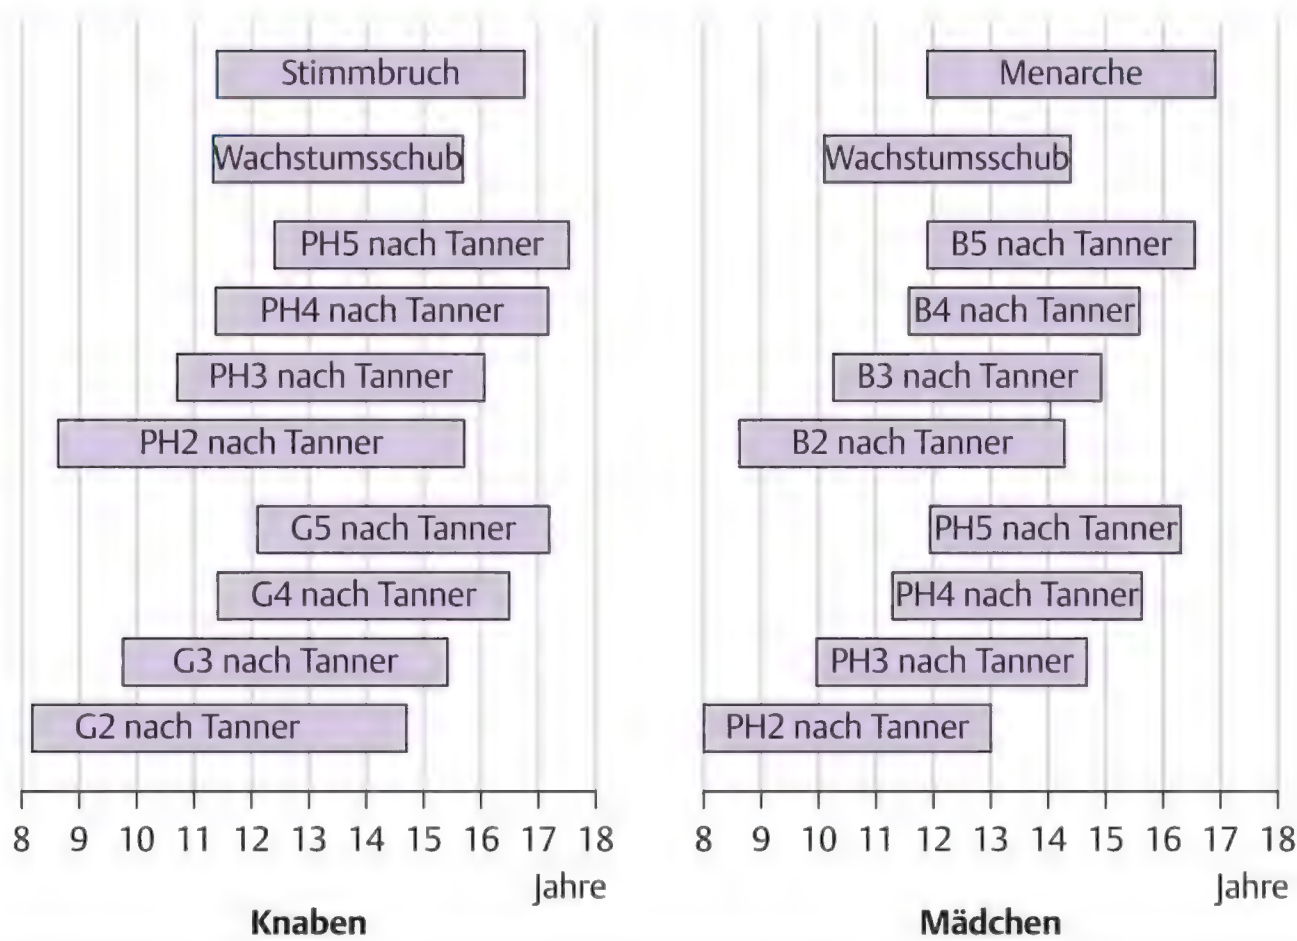 Stimmbruch
Wachstumsschub
PH5 nach Tanner
PH4 nach Tanner
PH3 nach Tanner
PH2 nach Tanner
G5 nach Tanner
G4 nach Tanner
G3 nach Tanner
G2 nach Tanner
8 9 10 11 12 13 14 15 16 17 18
Jahre
Knaben
Menarche
Wachstumsschub
B5 nach Tanner
B4 nach Tanner
B3 nach Tanner
B2 nach Tanner
PH5 nach Tanner
PH4 nach Tanner
PH3 nach Tanner
PH2 nach Tanner
8 9 10 11 12 13 14 15 16 17 18
Jahre
Mädchen